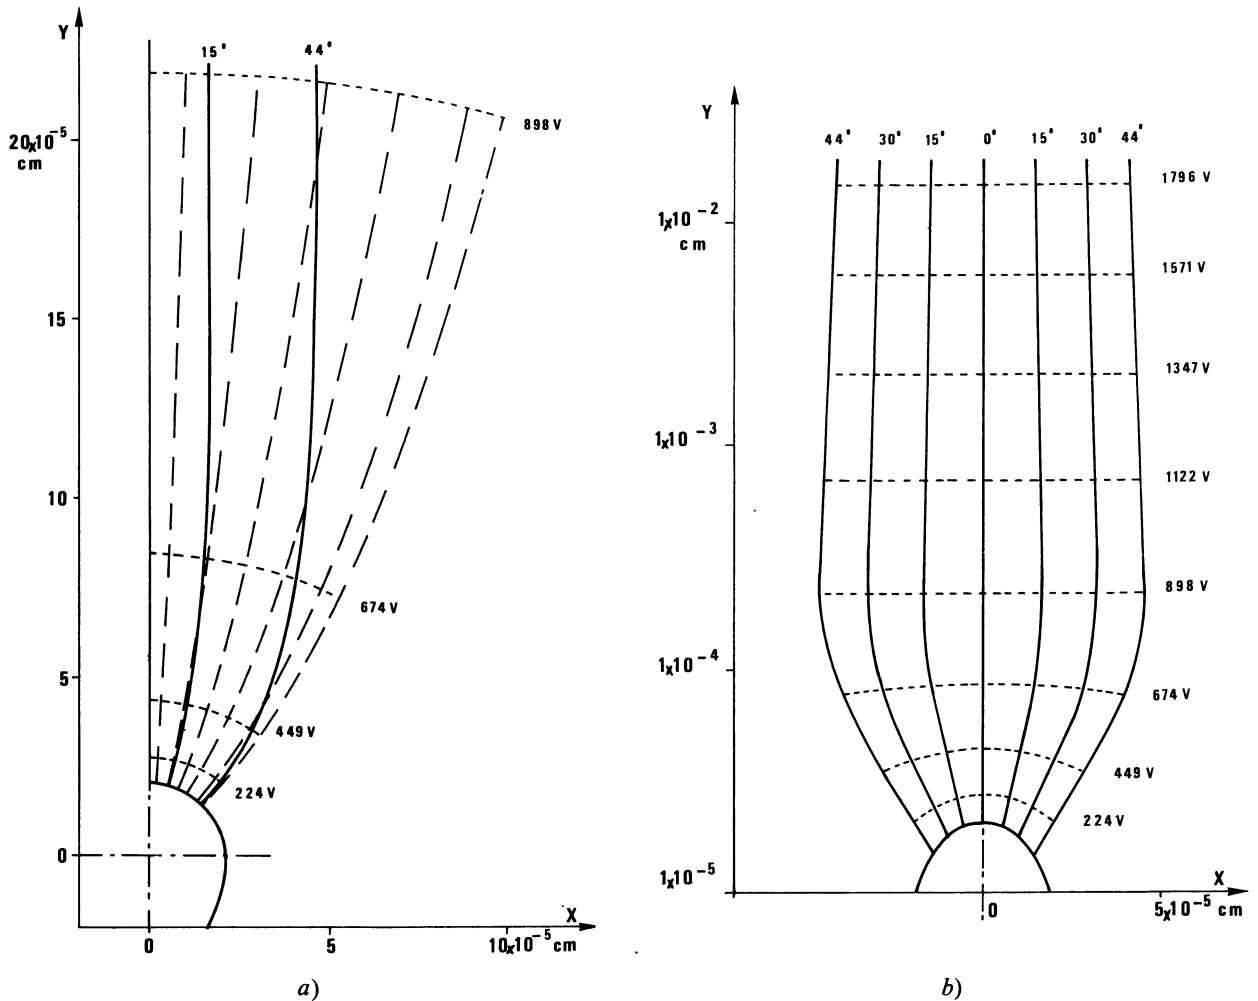 Y
15°
44°
20x10⁻⁵
cm
898 V
15
10
5
0
674 V
449 V
224 V
X
0
5
10x10⁻⁵ cm
a)
Y
44°
30°
15°
0°
15°
30°
44°
1796 V
1x10⁻²
cm
1571 V
1347 V
1x10⁻³
1122 V
898 V
1x10⁻⁴
674 V
449 V
224 V
1x10⁻⁵
X
0
5x10⁻⁵ cm
b)